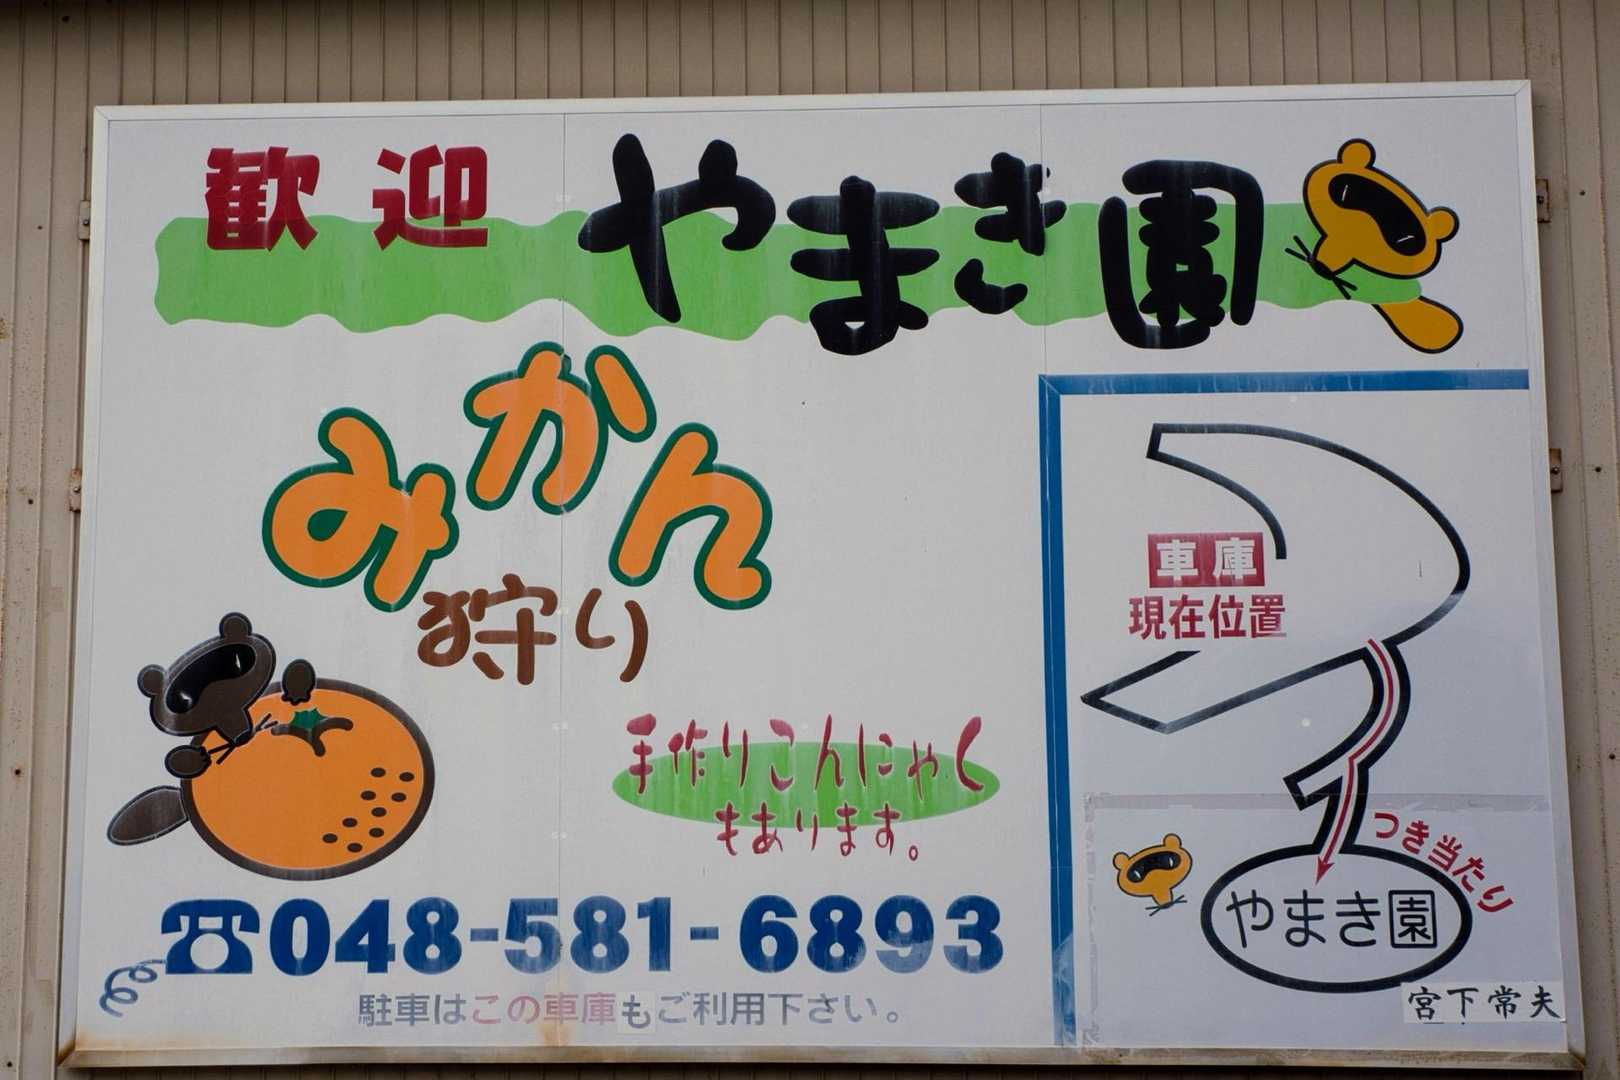 歓迎 やまき園
みかん
狩り
手作りこんにゃく
もあります。
☎048-581-6893
駐車はこの車庫もご利用下さい。
車庫
現在位置
つき当たり
やまき園
宮下常夫